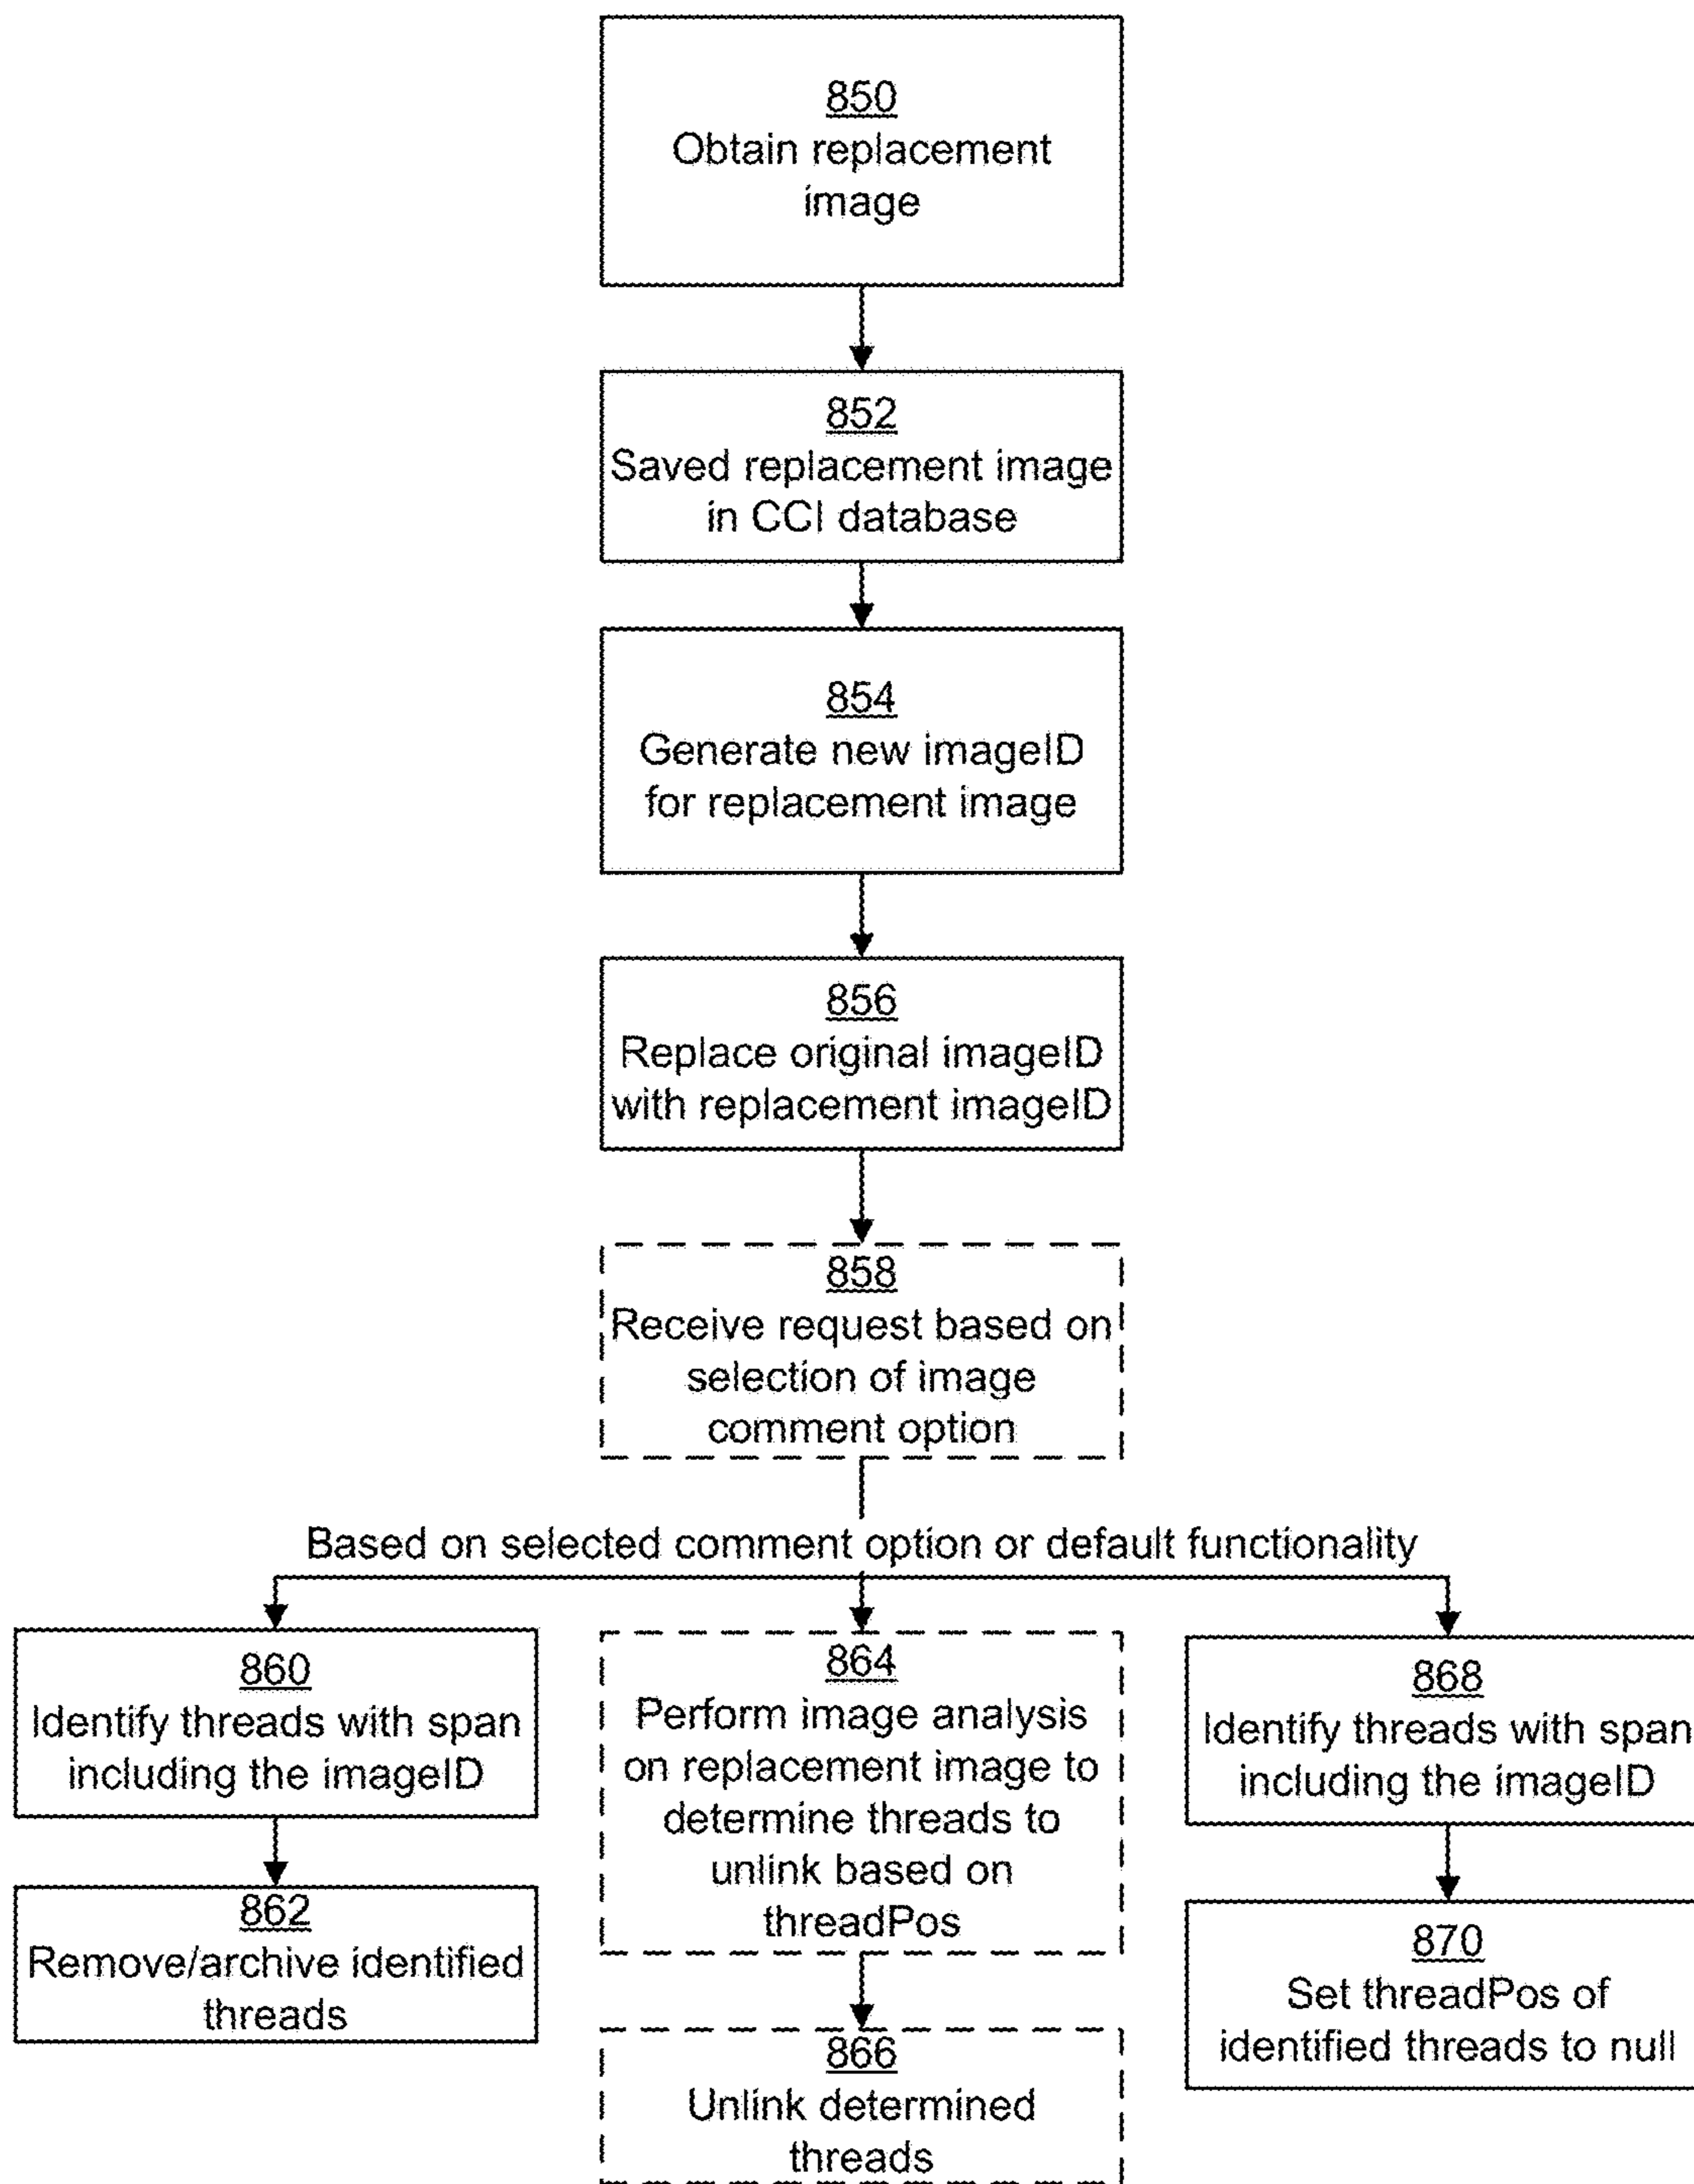 850
Obtain replacement
image
852
Saved replacement image
in CCI database
854
Generate new imageID
for replacement image
856
Replace original imageID
with replacement imageID
858
Receive request based on
selection of image
comment option
Based on selected comment option or default functionality
860
Identify threads with span
including the imageID
862
Remove/archive identified
threads
864
Perform image analysis
on replacement image to
determine threads to
unlink based on
threadPos
866
Unlink determined
threads
868
Identify threads with span
including the imageID
870
Set threadPos of
identified threads to null